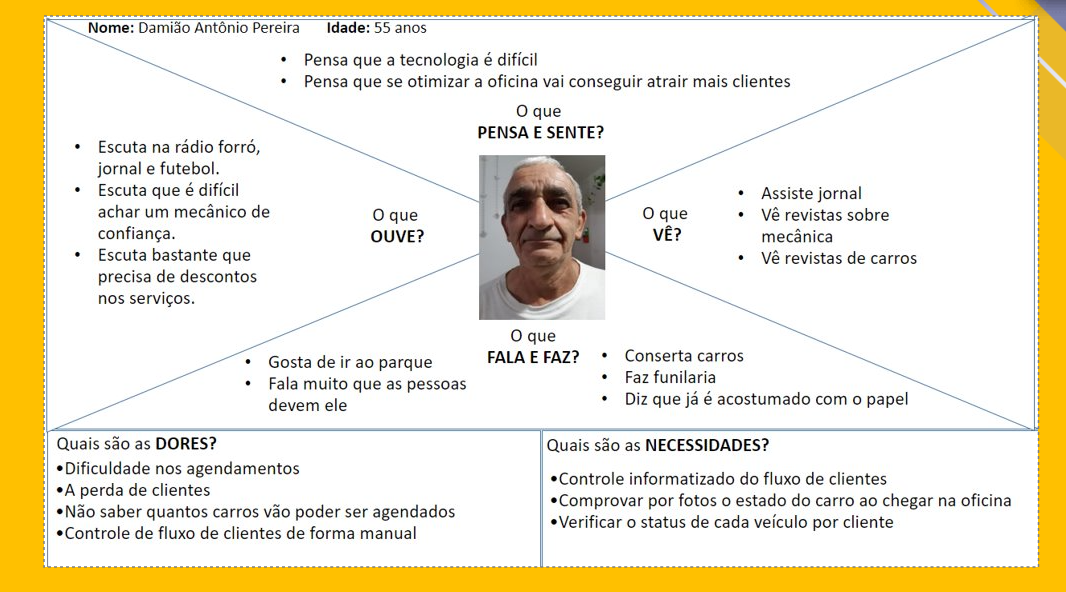 Nome: Damião Antônio Pereira Idade: 55 anos
• Pensa que a tecnologia é difícil
• Pensa que se otimizar a oficina vai conseguir atrair mais clientes
O que
PENSA E SENTE?
• Escuta na rádio forró,
jornal e futebol.
• Escuta que é difícil
achar um mecânico de
confiança.
• Escuta bastante que
precisa de descontos
nos serviços.
O que
OUVE?
O que
VÊ?
• Assiste jornal
• Vê revistas sobre
mecânica
• Vê revistas de carros
O que
FALA E FAZ?
• Gosta de ir ao parque
• Fala muito que as pessoas
devem ele
• Conserta carros
• Faz funilaria
• Diz que já é acostumado com o papel
Quais são as DORES?
•Dificuldade nos agendamentos
•A perda de clientes
•Não saber quantos carros vão poder ser agendados
•Controle de fluxo de clientes de forma manual
Quais são as NECESSIDADES?
•Controle informatizado do fluxo de clientes
•Comprovar por fotos o estado do carro ao chegar na oficina
•Verificar o status de cada veículo por cliente